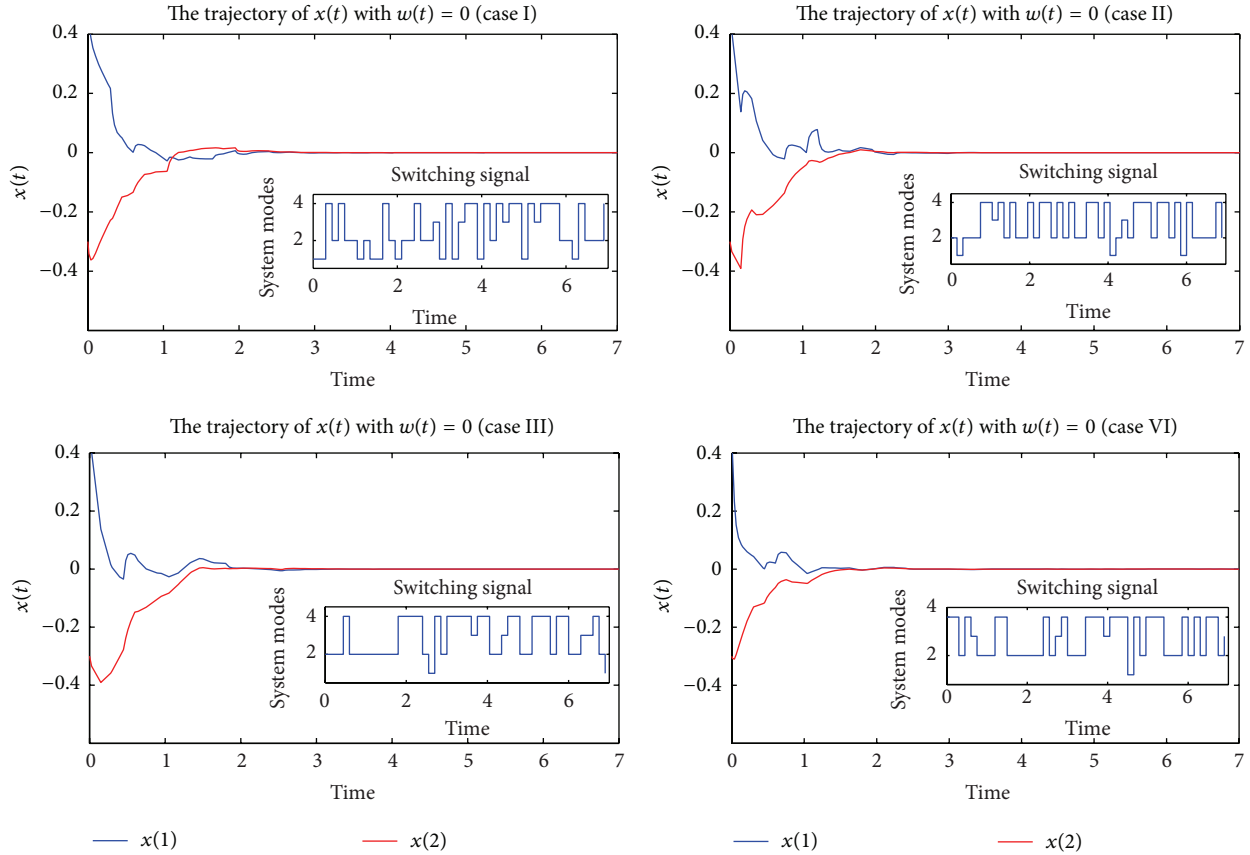 The trajectory of x(t) with w(t) = 0 (case I)
0.4
0.2
0
−0.2
−0.4
x(t)
Switching signal
System modes
4
2
0 2 4 6
Time
0 1 2 3 4 5 6 7
Time
The trajectory of x(t) with w(t) = 0 (case II)
0.4
0.2
0
−0.2
−0.4
x(t)
Switching signal
System modes
4
2
0 2 4 6
Time
0 1 2 3 4 5 6 7
Time
The trajectory of x(t) with w(t) = 0 (case III)
0.4
0.2
0
−0.2
−0.4
x(t)
Switching signal
System modes
4
2
0 2 4 6
Time
0 1 2 3 4 5 6 7
Time
x(1) x(2)
The trajectory of x(t) with w(t) = 0 (case VI)
0.4
0.2
0
−0.2
−0.4
x(t)
Switching signal
System modes
4
2
0 2 4 6
Time
0 1 2 3 4 5 6 7
Time
x(1) x(2)